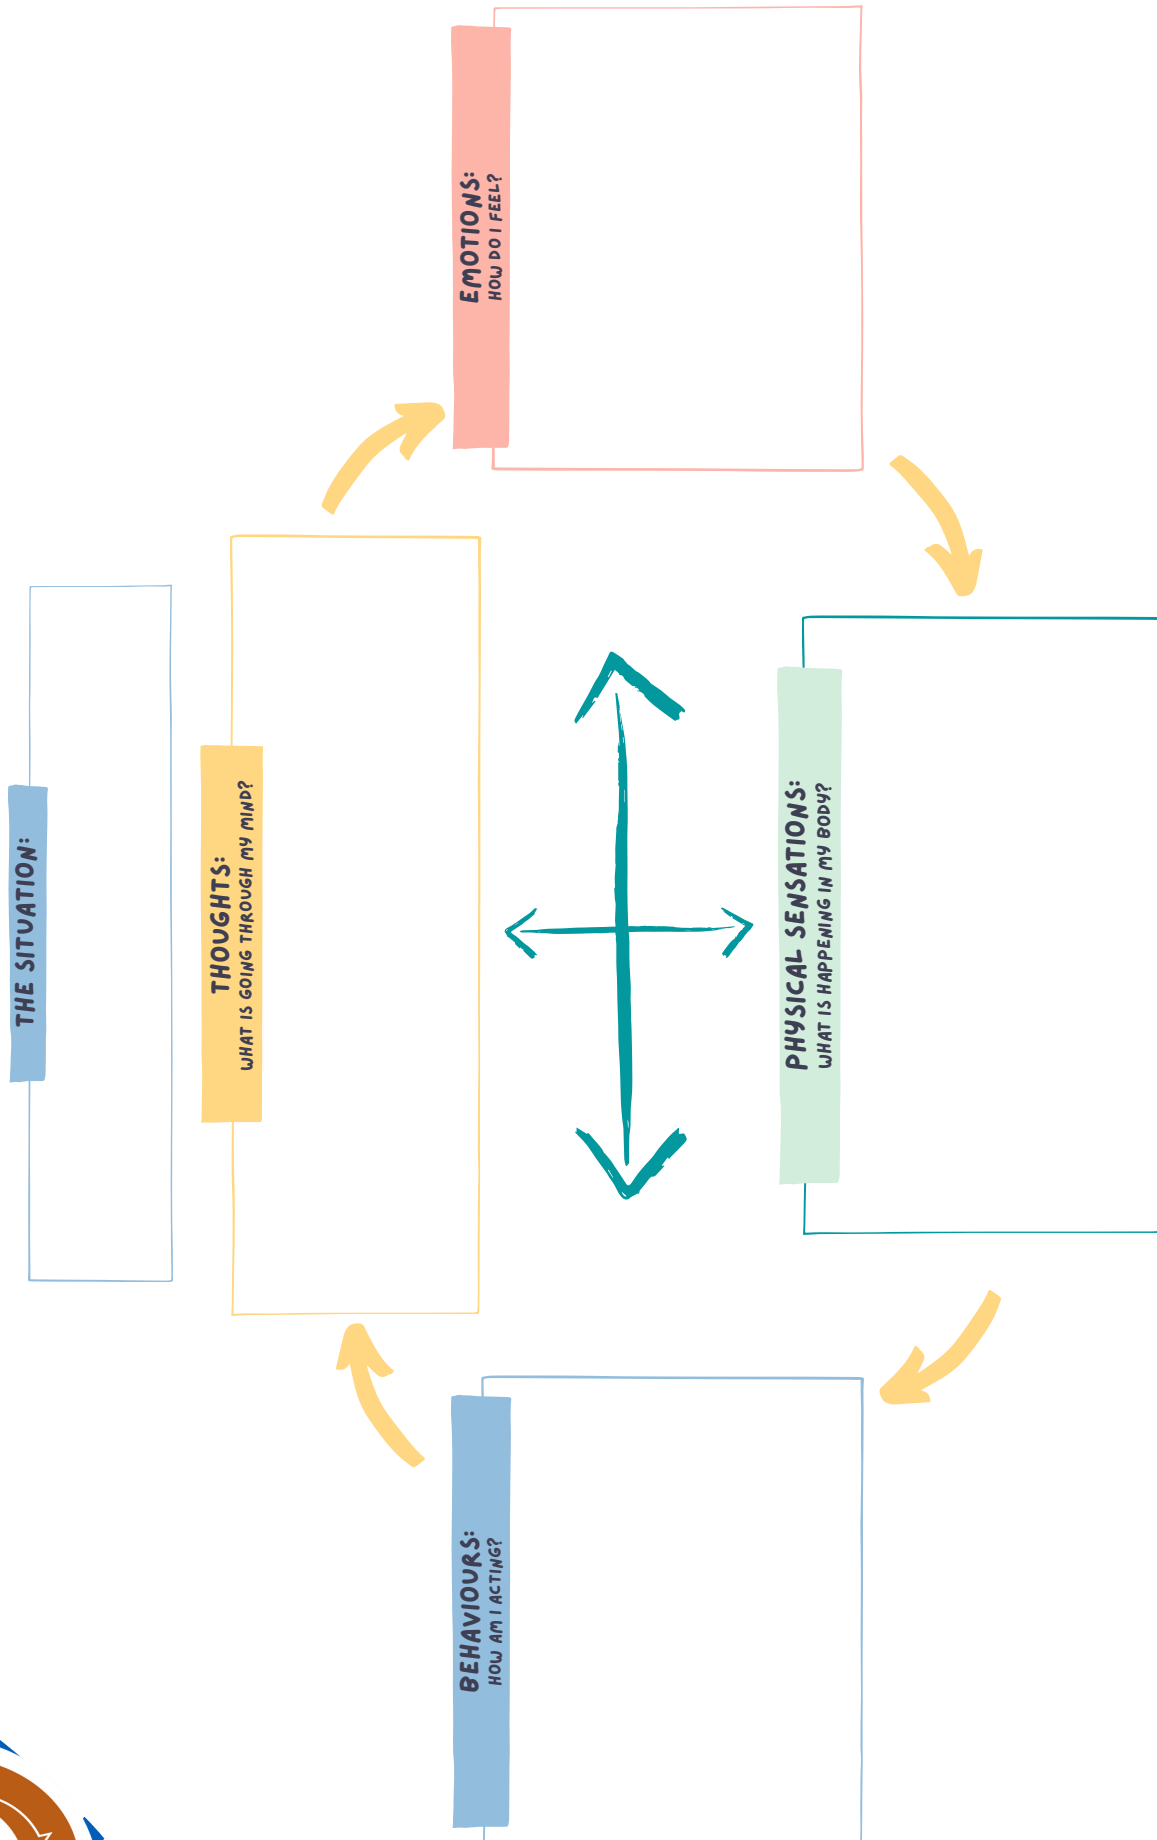 THE SITUATION:
THOUGHTS:
WHAT IS GOING THROUGH MY MIND?
BEHAVIOURS:
HOW AM I ACTING?
EMOTIONS:
HOW DO I FEEL?
PHYSICAL SENSATIONS:
WHAT IS HAPPENING IN MY BODY?